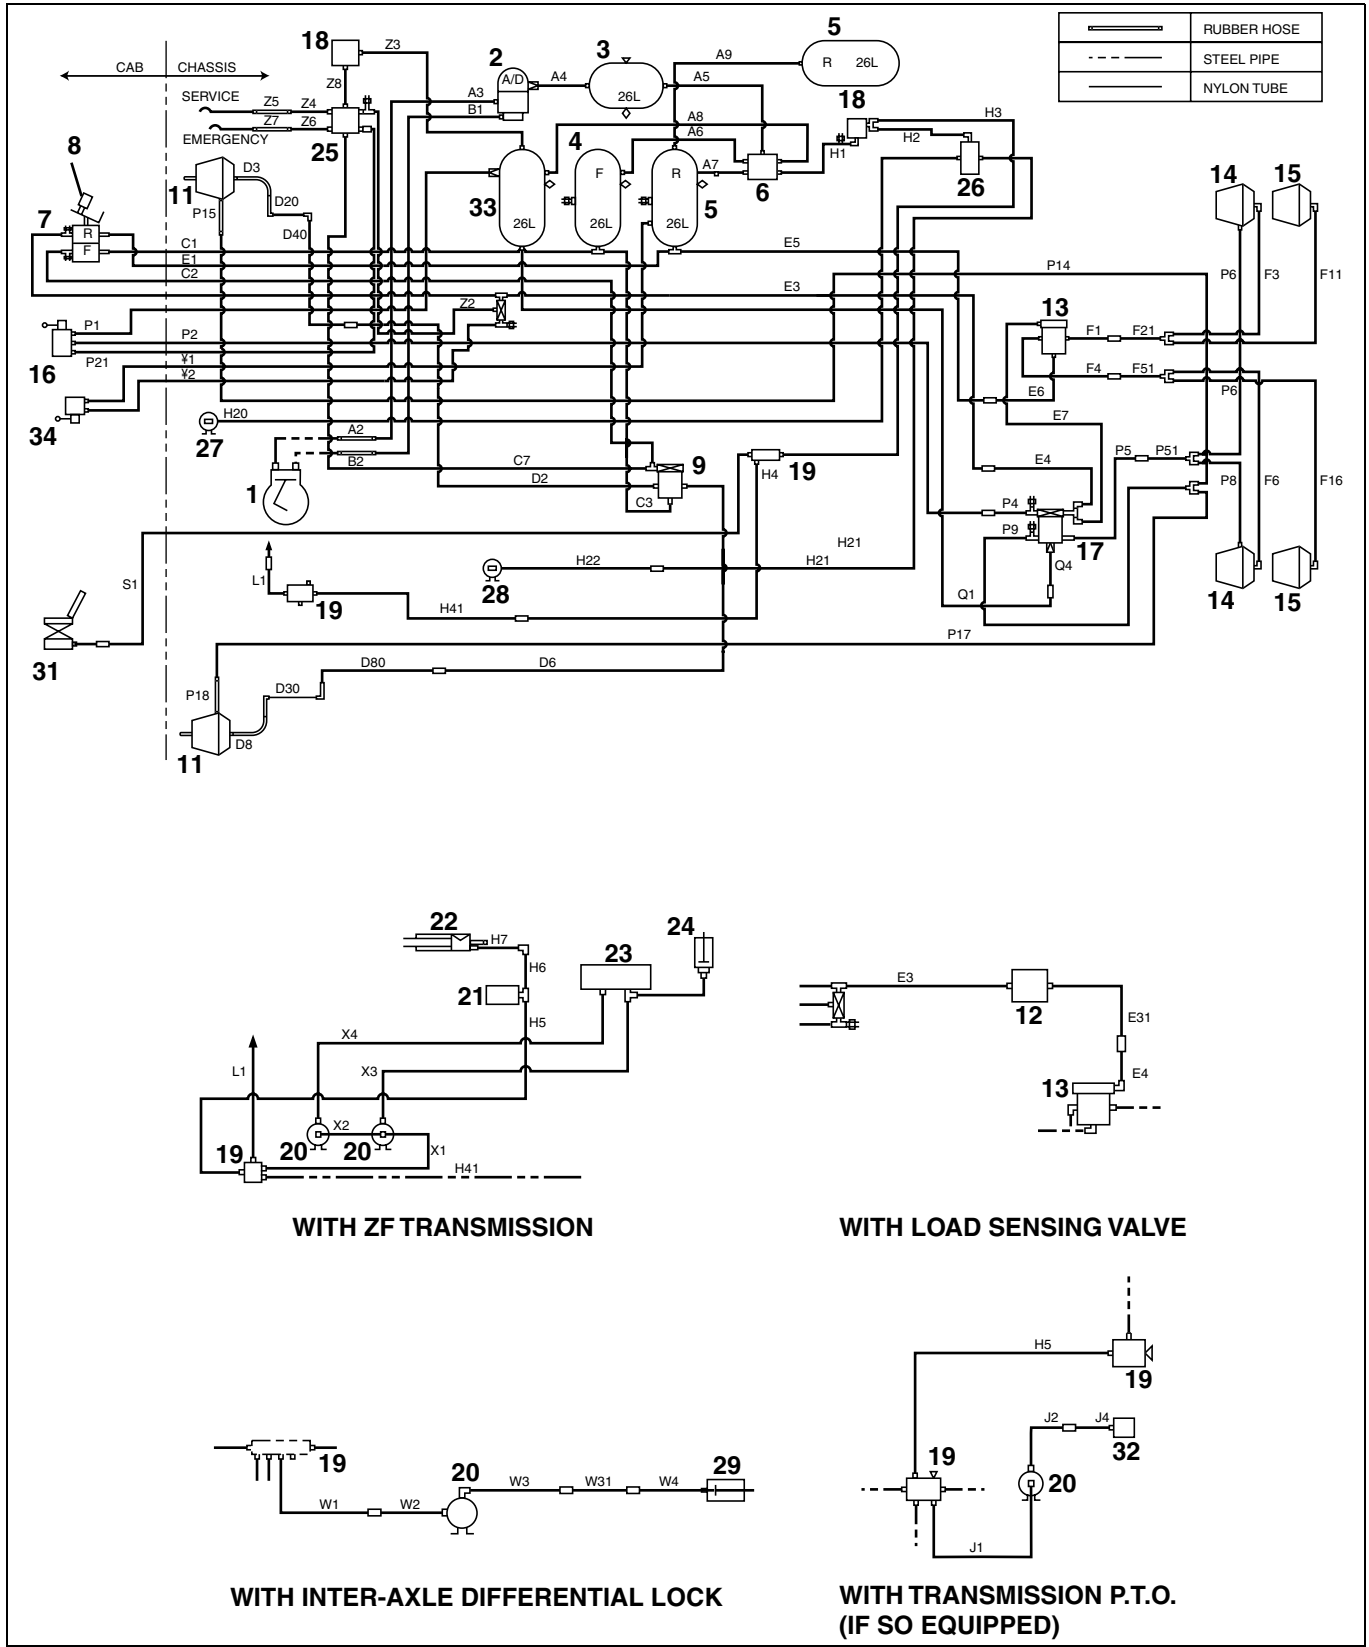 RUBBER HOSE
STEEL PIPE
NYLON TUBE
CAB
CHASSIS
SERVICE
EMERGENCY
18
Z3
Z8
Z5
Z4
Z7
Z6
25
2
A/D
A3
B1
A4
3
26L
A5
A9
5
R 26L
18
H3
H2
H1
A8
A6
A7
6
26
33
26L
4
F
26L
R
5
26L
8
7
R
F
11
D3
D20
P15
D40
C1
E1
C2
E5
P14
E3
Z2
14
15
P6
F3
F11
13
F1
F21
F4
F51
E6
P6
E7
16
P1
P2
P21
¥1
¥2
34
27
H20
A2
B2
1
C7
D2
9
C3
H4
19
E4
P5
P51
P8
F6
F16
P4
P9
17
Q4
Q1
14
15
S1
31
L1
19
28
H22
H21
H21
H41
P17
D80
D6
P18
D30
D8
11
22
H7
H6
21
H5
23
24
X4
L1
X3
X2
20
20
X1
19
H41
WITH ZF TRANSMISSION
E3
12
E31
E4
13
WITH LOAD SENSING VALVE
19
W1
W2
20
W3
W31
W4
29
WITH INTER-AXLE DIFFERENTIAL LOCK
H5
19
J2
J4
32
19
20
J1
WITH TRANSMISSION P.T.O.
(IF SO EQUIPPED)